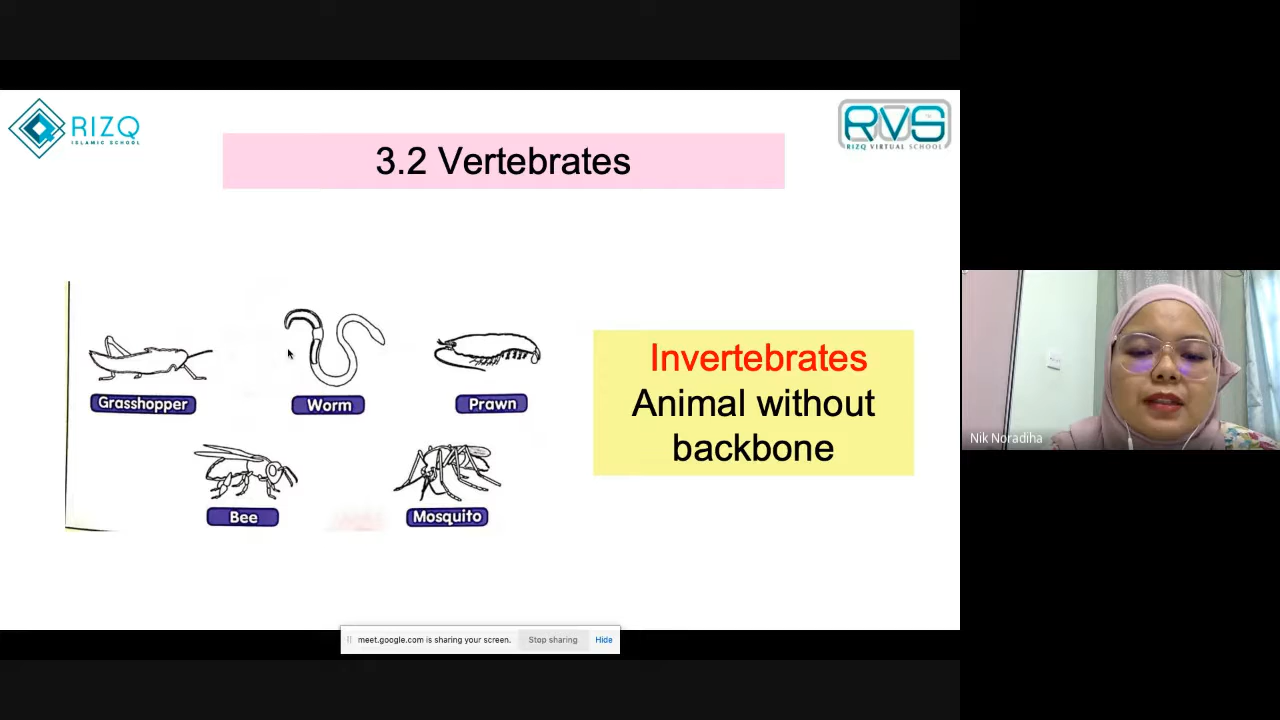 RIZQ
ISLAMIC SCHOOL
RVS
RIZQ VIRTUAL SCHOOL
3.2 Vertebrates
Grasshopper
Worm
Prawn
Bee
Mosquito
Invertebrates
Animal without
backbone
Nik Noradiha
meet.google.com is sharing your screen.
Stop sharing
Hide